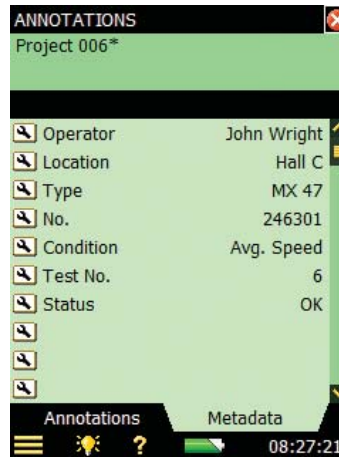 ANNOTATIONS
Project 006*
Operator John Wright
Location Hall C
Type MX 47
No. 246301
Condition Avg. Speed
Test No. 6
Status OK
Annotations Metadata
? 08:27:21